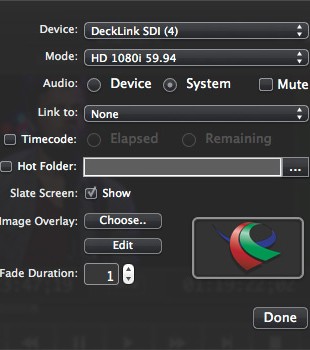 Device: DeckLink SDI (4)
Mode: HD 1080i 59.94
Audio: Device System Mute
Link to: None
Timecode: Elapsed Remaining
Hot Folder: ...
Slate Screen: Show
Image Overlay: Choose..
Edit
Fade Duration: 1
Done